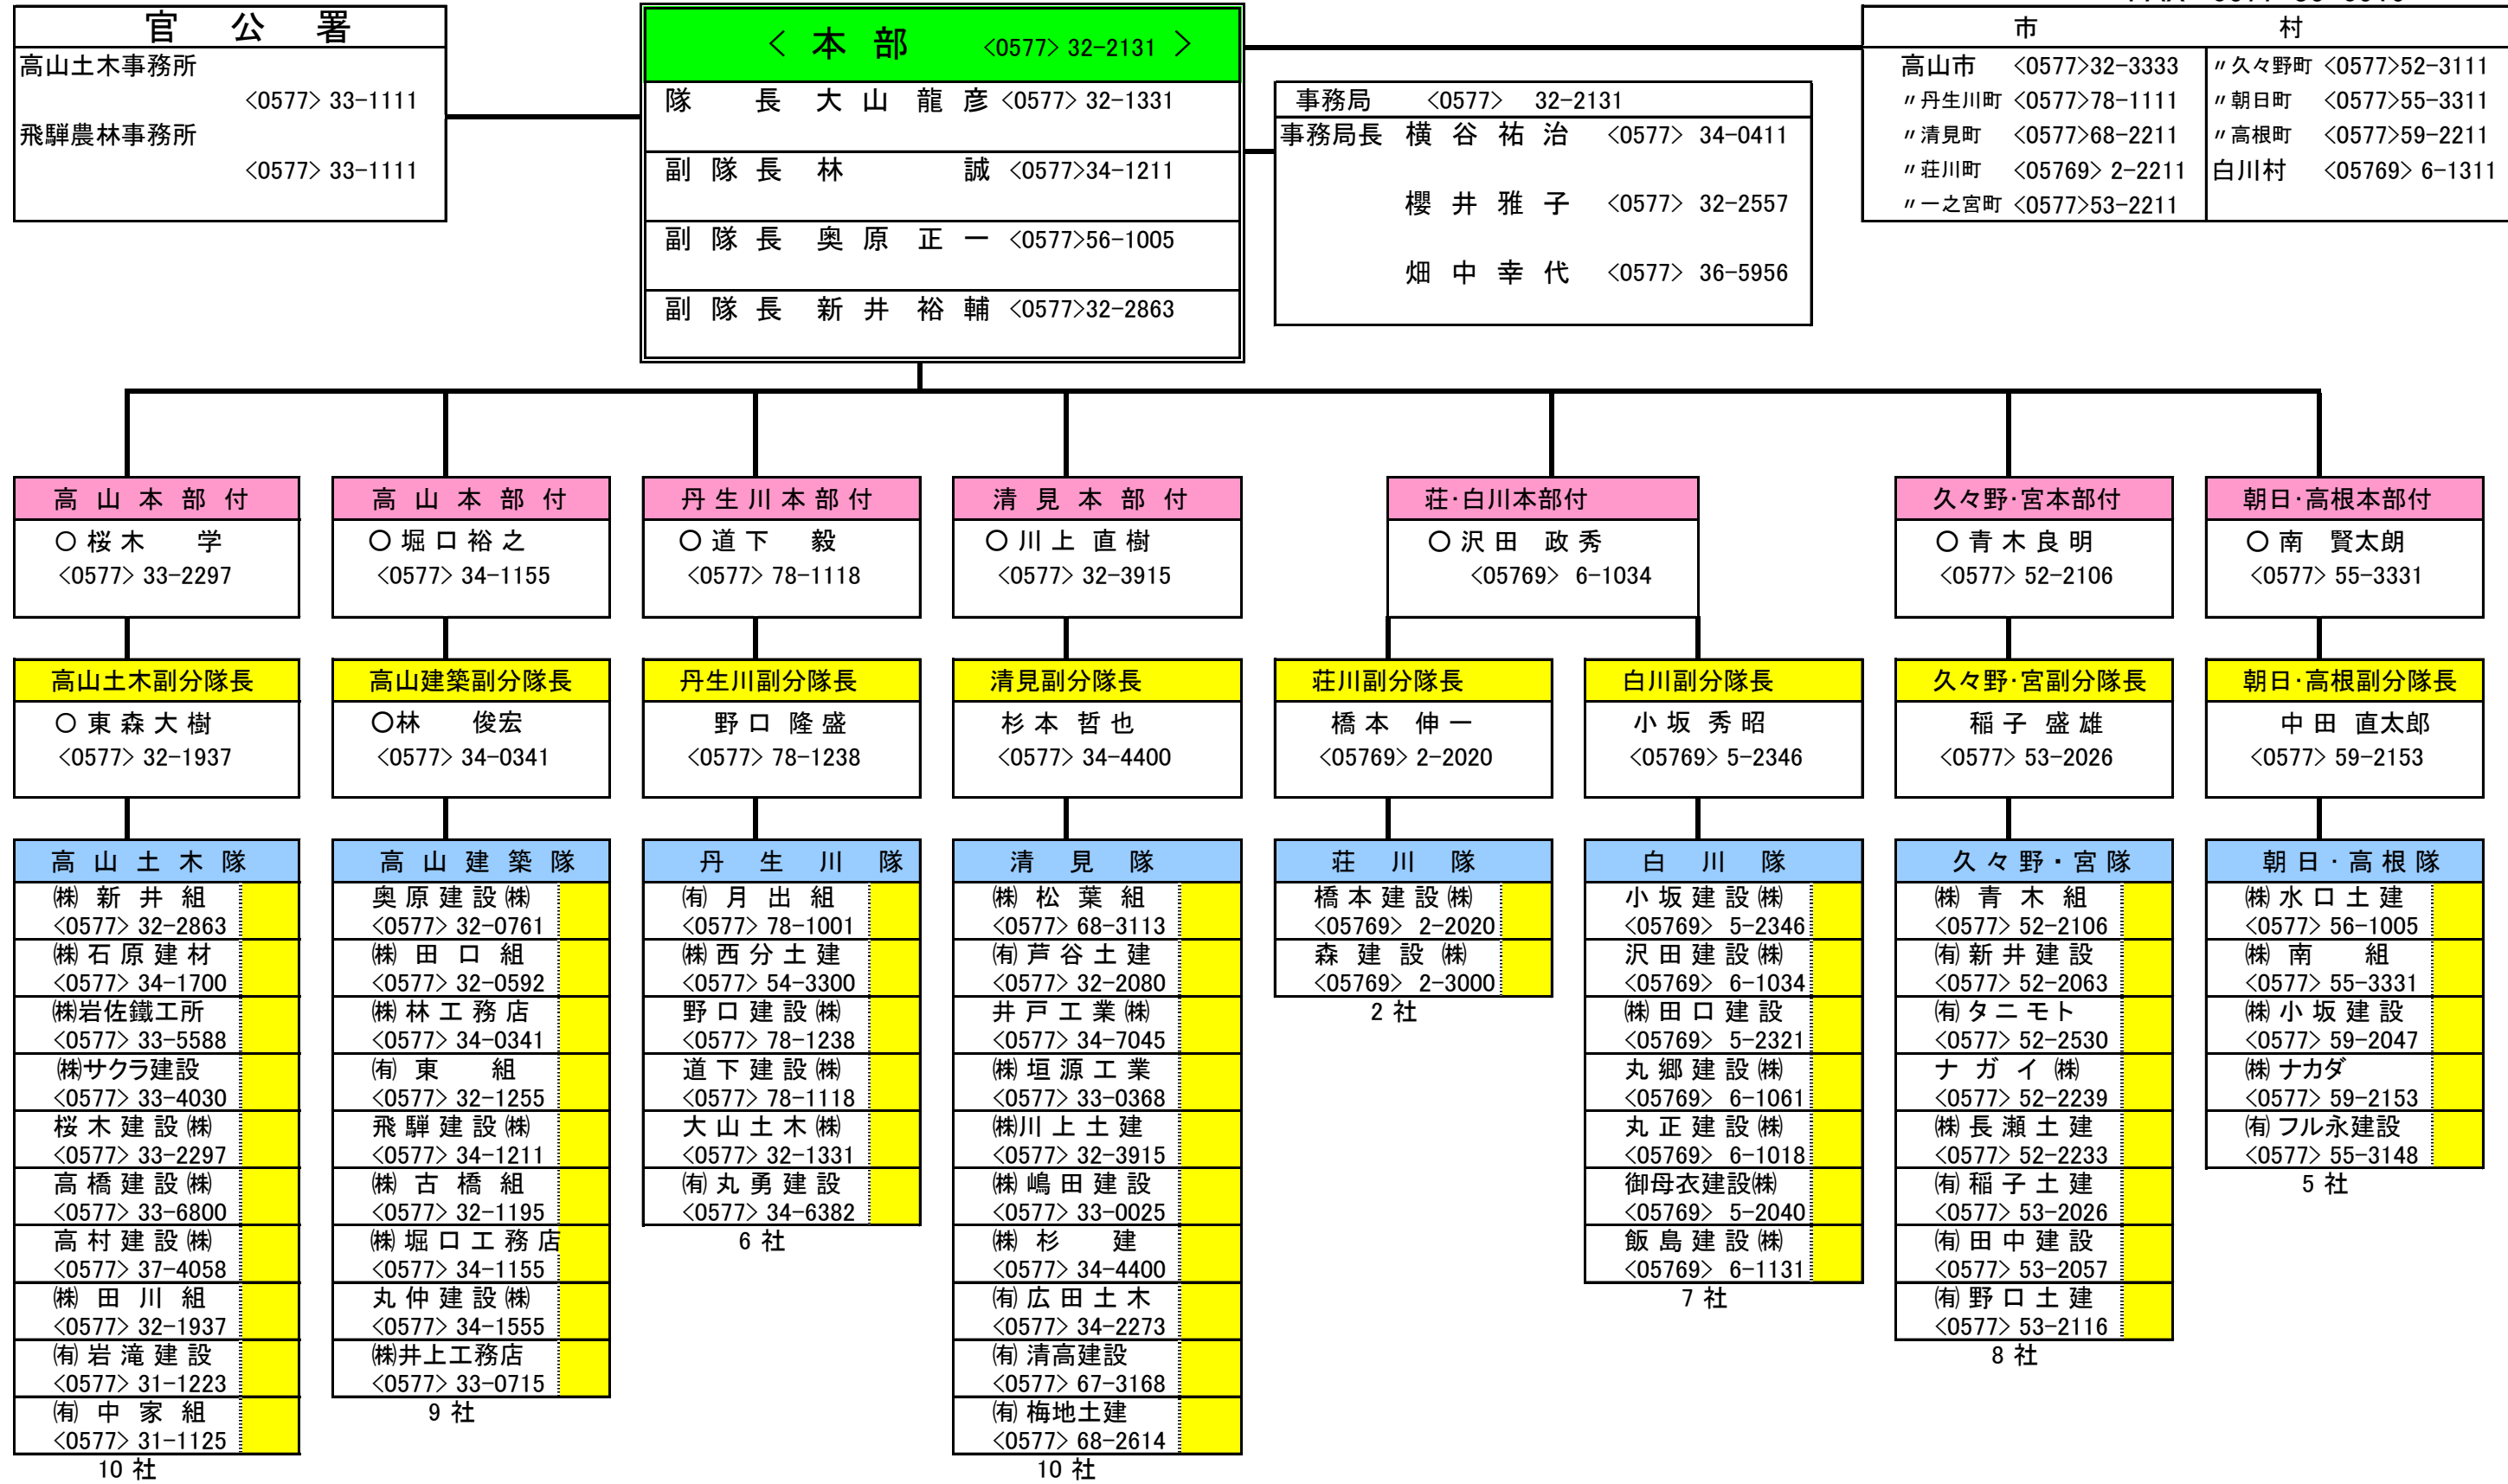 官公署
高山土木事務所
<0577> 33-1111
飛騨農林事務所
<0577> 33-1111
< 本部 <0577> 32-2131 >
隊長 大山龍彦 <0577> 32-1331
副隊長 林誠 <0577>34-1211
副隊長 奥原正一 <0577>56-1005
副隊長 新井裕輔 <0577>32-2863
事務局 <0577> 32-2131
事務局長 横谷祐治 <0577> 34-0411
櫻井雅子 <0577> 32-2557
畑中幸代 <0577> 36-5956
市村
高山市 <0577>32-3333 〃久々野町 <0577>52-3111
〃丹生川町 <0577>78-1111 〃朝日町 <0577>55-3311
〃清見町 <0577>68-2211 〃高根町 <0577>59-2211
〃荘川町 <05769> 2-2211 白川村 <05769> 6-1311
〃一之宮町 <0577>53-2211
高山本部付
〇 桜木 学
<0577> 33-2297
高山土木副分隊長
〇 東森大樹
<0577> 32-1937
高山土木隊
㈱ 新井組
<0577> 32-2863
㈱ 石原建材
<0577> 34-1700
㈱岩佐鐵工所
<0577> 33-5588
㈱サクラ建設
<0577> 33-4030
桜木建設㈱
<0577> 33-2297
高橋建設㈱
<0577> 33-6800
高村建設㈱
<0577> 37-4058
㈱ 田川組
<0577> 32-1937
㈲ 岩滝建設
<0577> 31-1223
㈲ 中家組
<0577> 31-1125
10 社
高山本部付
〇 堀口裕之
<0577> 34-1155
高山建築副分隊長
〇林 俊宏
<0577> 34-0341
高山建築隊
奥原建設㈱
<0577> 32-0761
㈱ 田口組
<0577> 32-0592
㈱ 林工務店
<0577> 34-0341
㈲ 東組
<0577> 32-1255
飛騨建設㈱
<0577> 34-1211
㈱ 古橋組
<0577> 32-1195
㈱ 堀口工務店
<0577> 34-1155
丸仲建設㈱
<0577> 34-1555
㈱井上工務店
<0577> 33-0715
9 社
丹生川本部付
〇 道下 毅
<0577> 78-1118
丹生川副分隊長
野口 隆盛
<0577> 78-1238
丹生川隊
㈲ 月出組
<0577> 78-1001
㈱ 西分土建
<0577> 54-3300
野口建設㈱
<0577> 78-1238
道下建設㈱
<0577> 78-1118
大山土木㈱
<0577> 32-1331
㈲ 丸勇建設
<0577> 34-6382
6 社
清見本部付
〇 川上 直樹
<0577> 32-3915
清見副分隊長
杉本 哲也
<0577> 34-4400
清見隊
㈱ 松葉組
<0577> 68-3113
㈲ 芦谷土建
<0577> 32-2080
井戸工業㈱
<0577> 34-7045
㈱ 垣源工業
<0577> 33-0368
㈱川上土建
<0577> 32-3915
㈱ 嶋田建設
<0577> 33-0025
㈱ 杉建
<0577> 34-4400
㈲ 広田土木
<0577> 34-2273
㈲ 清高建設
<0577> 67-3168
㈲ 梅地土建
<0577> 68-2614
10 社
荘・白川本部付
〇 沢田 政秀
<05769> 6-1034
荘川副分隊長
橋本 伸一
<05769> 2-2020
荘川隊
橋本建設㈱
<05769> 2-2020
森建設㈱
<05769> 2-3000
2 社
白川副分隊長
小坂 秀昭
<05769> 5-2346
白川隊
小坂建設㈱
<05769> 5-2346
沢田建設㈱
<05769> 6-1034
㈱ 田口建設
<05769> 5-2321
丸郷建設㈱
<05769> 6-1061
丸正建設㈱
<05769> 6-1018
御母衣建設㈱
<05769> 5-2040
飯島建設㈱
<05769> 6-1131
7 社
久々野・宮本部付
〇 青木良明
<0577> 52-2106
久々野・宮副分隊長
稲子 盛雄
<0577> 53-2026
久々野・宮隊
㈱ 青木組
<0577> 52-2106
㈲ 新井建設
<0577> 52-2063
㈲ タニモト
<0577> 52-2530
ナガイ㈱
<0577> 52-2239
㈱ 長瀬土建
<0577> 52-2233
㈲ 稲子土建
<0577> 53-2026
㈲ 田中建設
<0577> 53-2057
㈲ 野口土建
<0577> 53-2116
8 社
朝日・高根本部付
〇 南 賢太朗
<0577> 55-3331
朝日・高根副分隊長
中田 直太郎
<0577> 59-2153
朝日・高根隊
㈱ 水口土建
<0577> 56-1005
㈱ 南組
<0577> 55-3331
㈱ 小坂建設
<0577> 59-2047
㈱ ナカダ
<0577> 59-2153
㈲ フル永建設
<0577> 55-3148
5 社